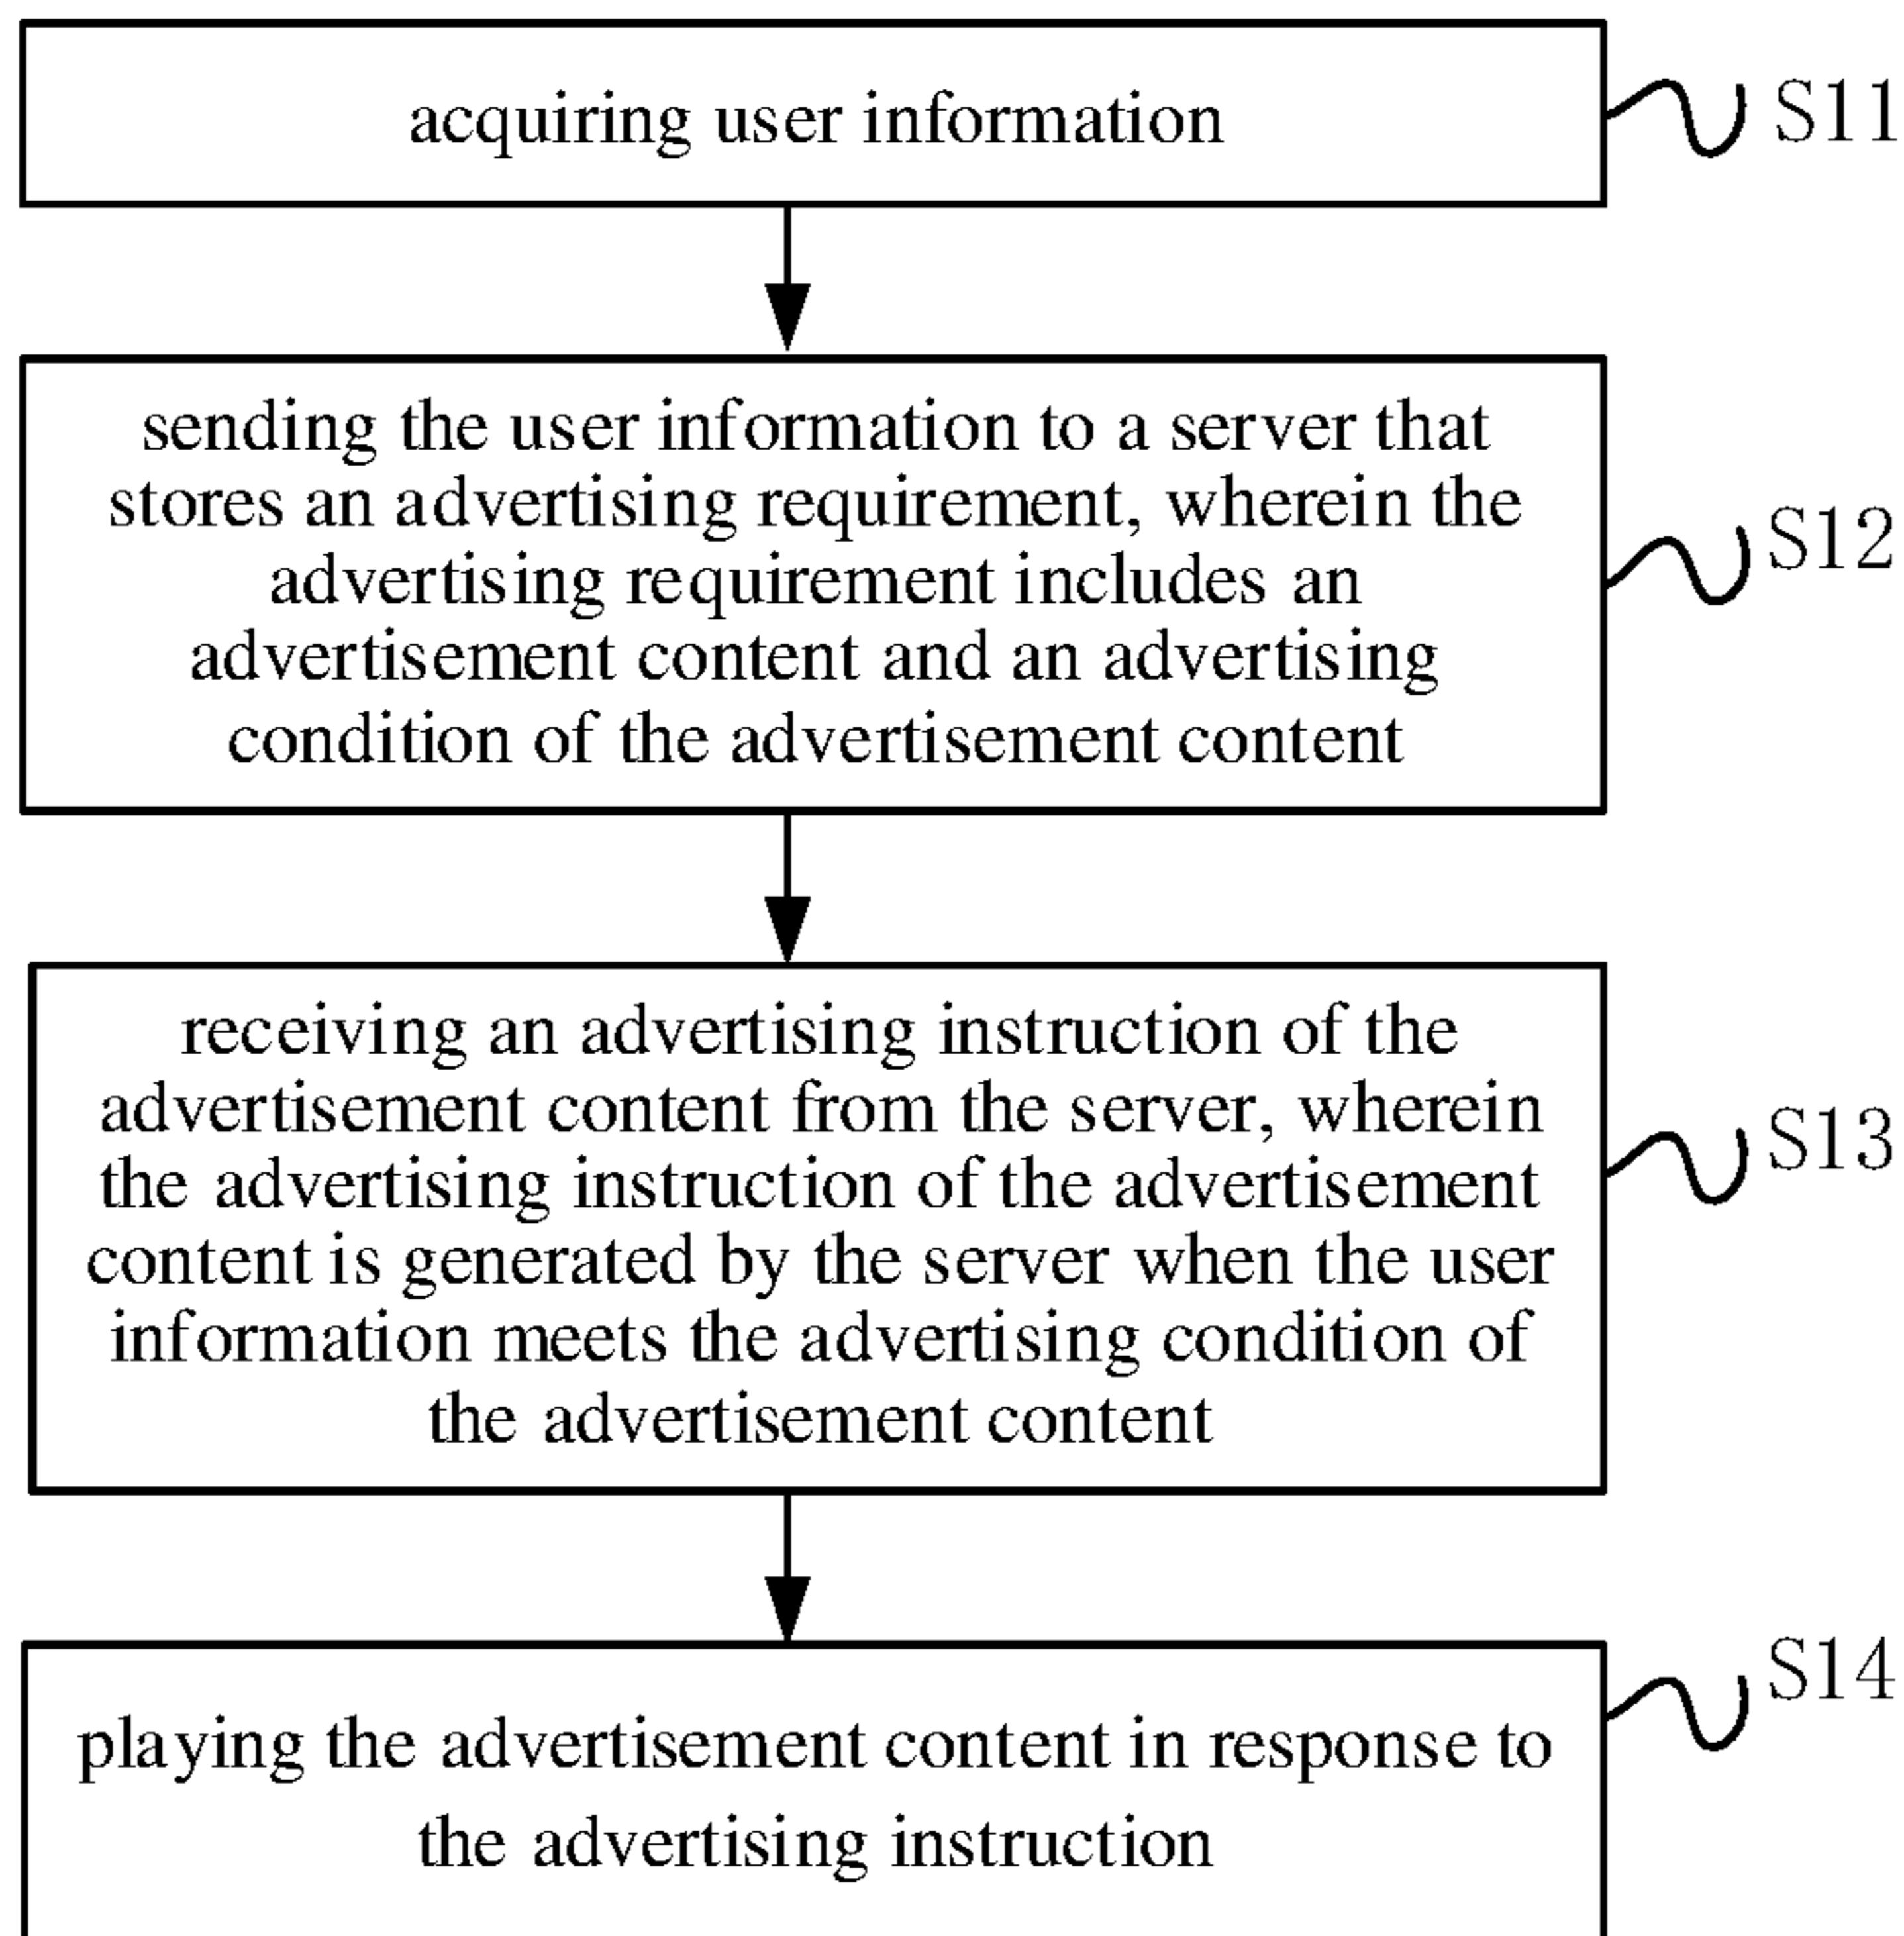 acquiring user information
S11
sending the user information to a server that
stores an advertising requirement, wherein the
advertising requirement includes an
advertisement content and an advertising
condition of the advertisement content
S12
receiving an advertising instruction of the
advertisement content from the server, wherein
the advertising instruction of the advertisement
content is generated by the server when the user
information meets the advertising condition of
the advertisement content
S13
playing the advertisement content in response to
the advertising instruction
S14